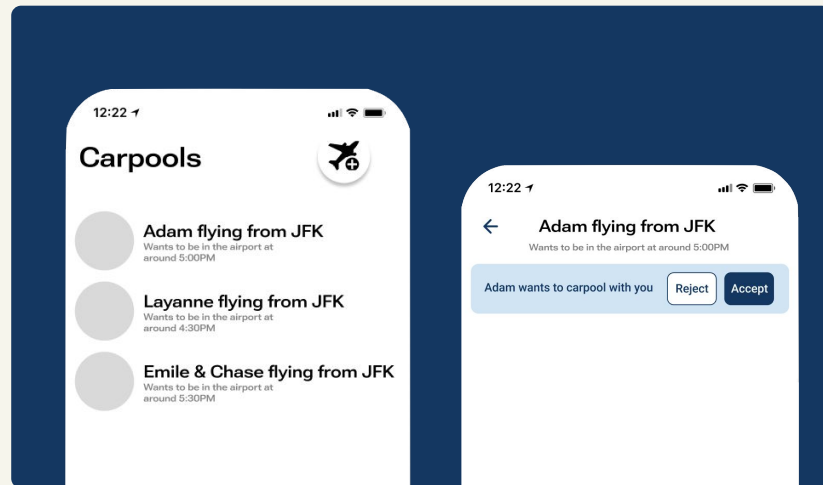 12:22
Carpools
Adam flying from JFK
Wants to be in the airport at
around 5:00PM
Layanne flying from JFK
Wants to be in the airport at
around 4:30PM
Emile & Chase flying from JFK
Wants to be in the airport at
around 5:30PM
12:22
Adam flying from JFK
Wants to be in the airport at around 5:00PM
Adam wants to carpool with you
Reject
Accept